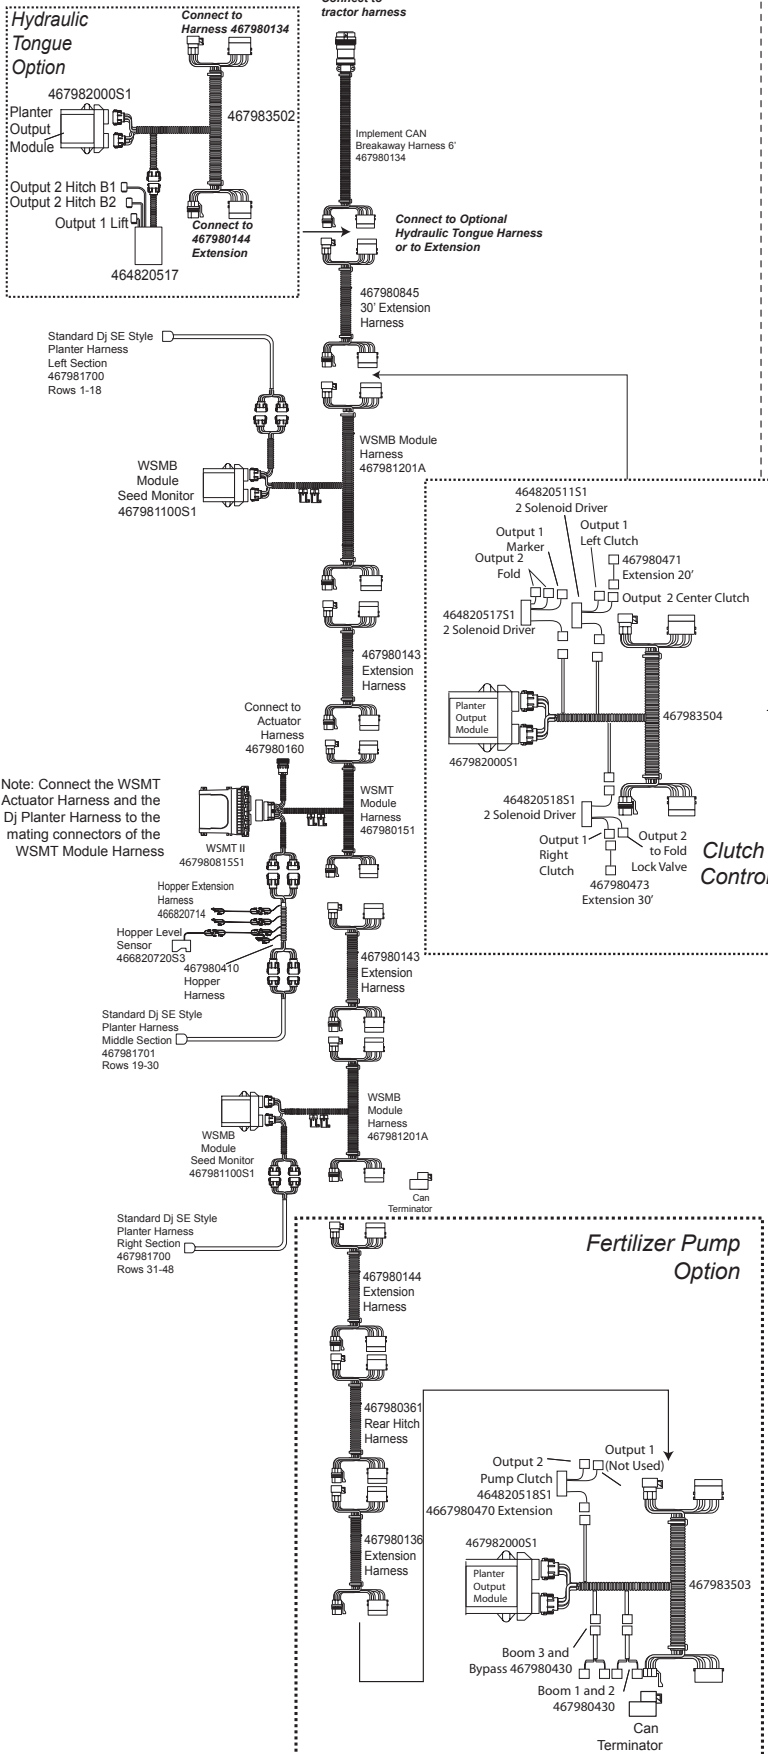 Hydraulic
Tongue
Option
Connect to
Harness 467980134
467982000S1
Planter
Output
Module
467983502
Output 2 Hitch B1
Output 2 Hitch B2
Output 1 Lift
464820517
Connect to
467980144
Extension
tractor harness
Implement CAN
Breakaway Harness 6'
467980134
Connect to Optional
Hydraulic Tongue Harness
or to Extension
467980845
30' Extension
Harness
Standard Dj SE Style
Planter Harness
Left Section
467981700
Rows 1-18
WSMB
Module
Seed Monitor
467981100S1
WSMB Module
Harness
467981201A
467980143
Extension
Harness
464820511S1
2 Solenoid Driver
Output 1
Marker
Output 1
Left Clutch
Output 2
Fold
467980471
Extension 20'
Output 2 Center Clutch
464820517S1
2 Solenoid Driver
Planter
Output
Module
467982000S1
467983504
464820518S1
2 Solenoid Driver
Output 1
Right
Clutch
Output 2
to Fold
Lock Valve
467980473
Extension 30'
Clutch
Control
Connect to
Actuator
Harness
467980160
Note: Connect the WSMT
Actuator Harness and the
Dj Planter Harness to the
mating connectors of the
WSMT Module Harness
WSMT II
467980815S1
WSMT
Module
Harness
467980151
Hopper Extension
Harness
466820714
Hopper Level
Sensor
466820720S3
467980410
Hopper
Harness
467980143
Extension
Harness
Standard Dj SE Style
Planter Harness
Middle Section
467981701
Rows 19-30
WSMB
Module
Seed Monitor
467981100S1
WSMB
Module
Harness
467981201A
Can
Terminator
Standard Dj SE Style
Planter Harness
Right Section
467981700
Rows 31-48
Fertilizer Pump
Option
467980144
Extension
Harness
467980361
Rear Hitch
Harness
467980136
Extension
Harness
Output 2
Pump Clutch
464820518S1
4667980470 Extension
Output 1
(Not Used)
467982000S1
Planter
Output
Module
467983503
Boom 3 and
Bypass 467980430
Boom 1 and 2
467980430
Can
Terminator